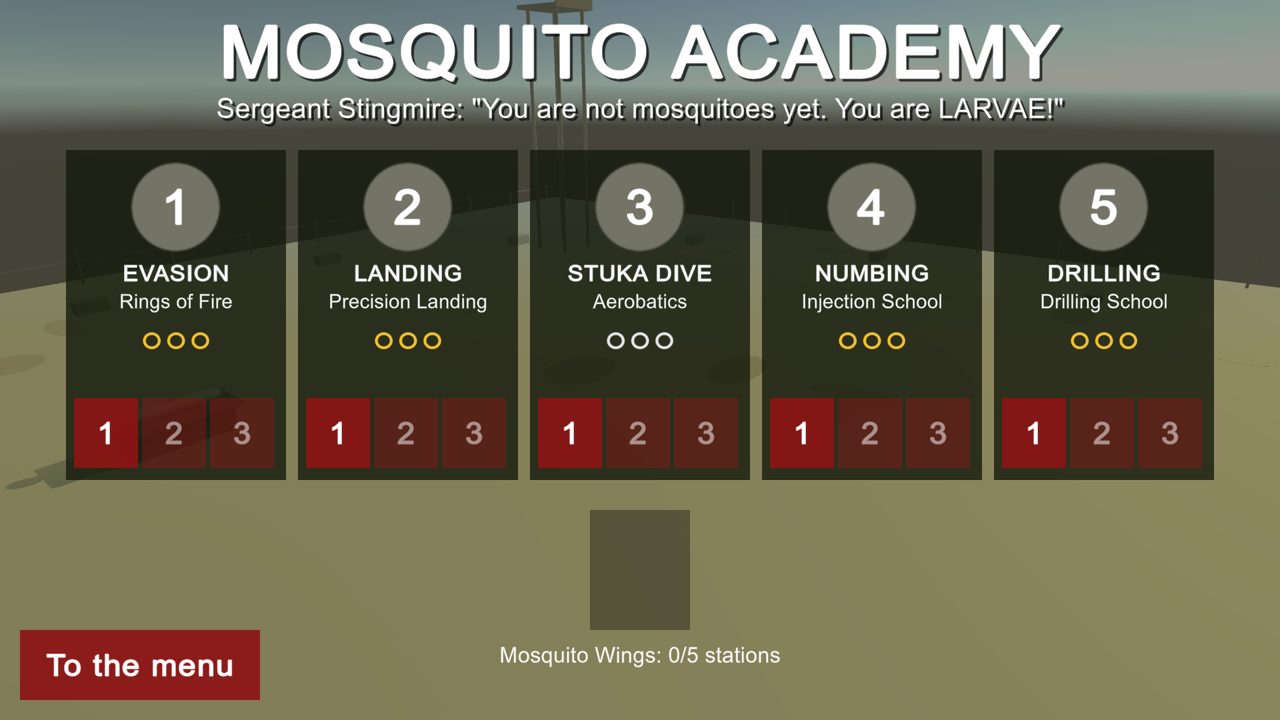 MOSQUITO ACADEMY
Sergeant Stingmire: "You are not mosquitoes yet. You are LARVAE!"
1
EVASION
Rings of Fire
1 2 3
2
LANDING
Precision Landing
1 2 3
3
STUKA DIVE
Aerobatics
1 2 3
4
NUMBING
Injection School
1 2 3
5
DRILLING
Drilling School
1 2 3
Mosquito Wings: 0/5 stations
To the menu